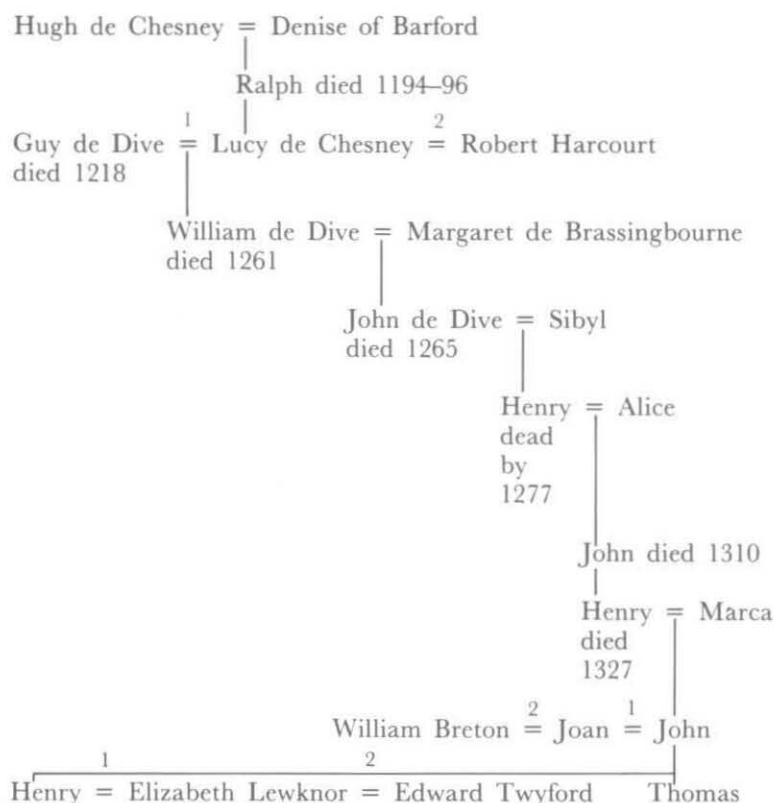 Hugh de Chesney = Denise of Barford
Ralph died 1194–96
1 2
Guy de Dive = Lucy de Chesney = Robert Harcourt
died 1218
William de Dive = Margaret de Brassingbourne
died 1261
John de Dive = Sibyl
died 1265
Henry = Alice
dead
by
1277
John died 1310
Henry = Marca
died
1327
2 1
William Breton = Joan = John
1 2
Henry = Elizabeth Lewknor = Edward Twyford Thomas